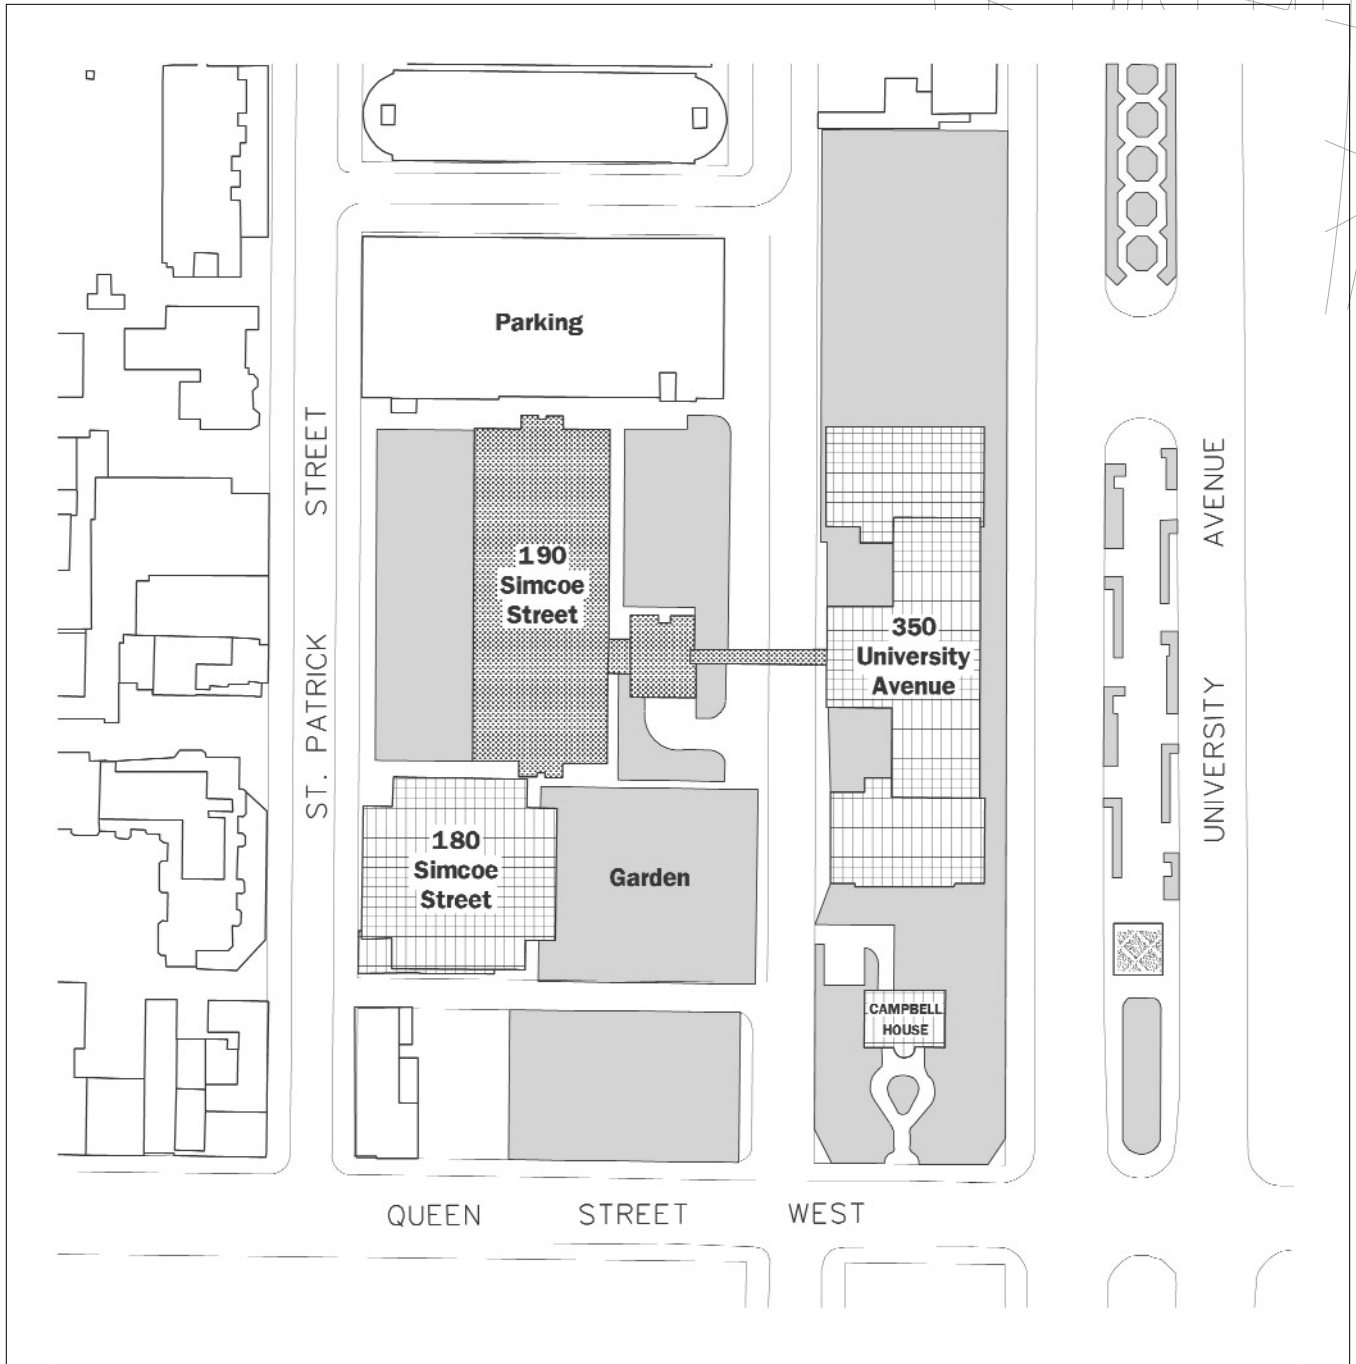 Parking
ST. PATRICK STREET
190
Simcoe
Street
350
University
Avenue
UNIVERSITY AVENUE
180
Simcoe
Street
Garden
CAMPBELL
HOUSE
QUEEN STREET WEST